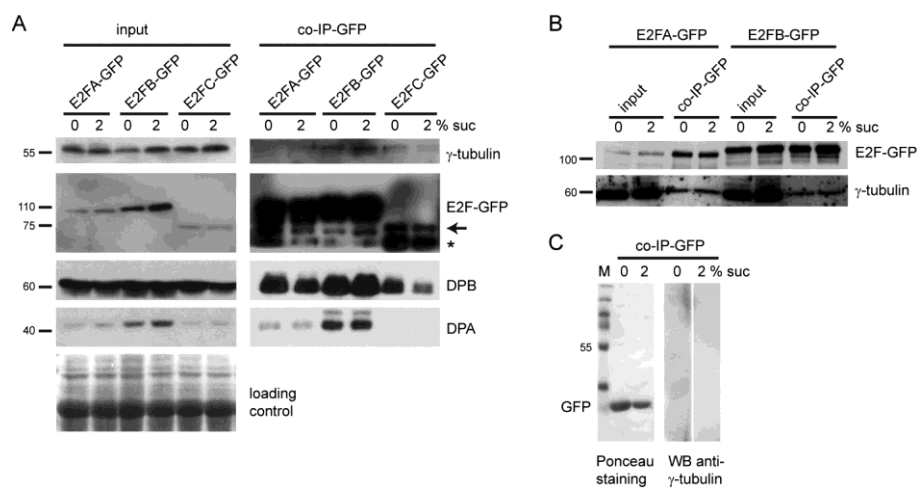 A
input
co-IP-GFP
E2FA-GFP
E2FB-GFP
E2FC-GFP
E2FA-GFP
E2FB-GFP
E2FC-GFP
0 2 0 2 0 2
0 2 0 2 0 2 % suc
55
γ-tubulin
110
E2F-GFP
75
*
60
DPB
40
DPA
loading
control
B
E2FA-GFP
E2FB-GFP
input
co-IP-GFP
input
co-IP-GFP
0 2 0 2 0 2 0 2 % suc
100
E2F-GFP
60
γ-tubulin
C
co-IP-GFP
M 0 2 0 2 % suc
55
GFP
Ponceau
staining
WB anti-
γ-tubulin